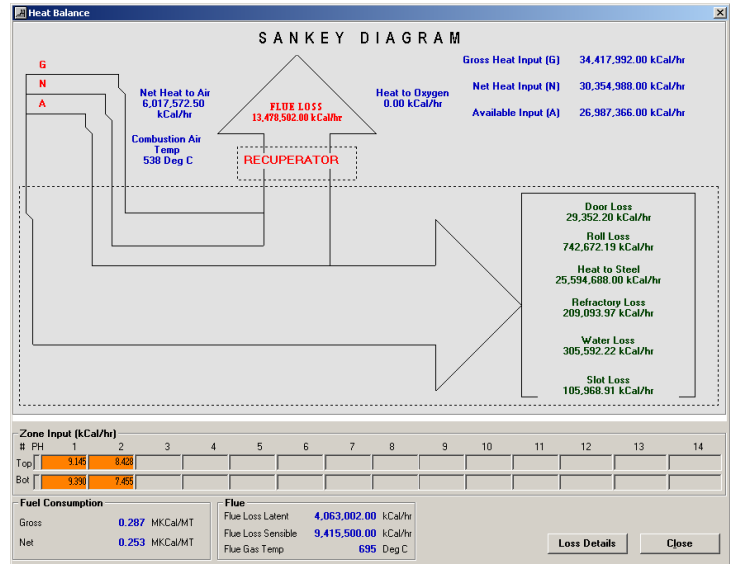 Heat Balance
SANKEY DIAGRAM
G
N
A
Net Heat to Air
6,017,572.50
kCal/hr
Combustion Air
Temp
538 Deg C
FLUE LOSS
13,478,502.00 kCal/hr
RECUPERATOR
Heat to Oxygen
0.00 kCal/hr
Gross Heat Input (G) 34,417,992.00 kCal/hr
Net Heat Input (N) 30,354,988.00 kCal/hr
Available Input (A) 26,987,366.00 kCal/hr
Door Loss
29,352.20 kCal/hr
Roll Loss
742,672.19 kCal/hr
Heat to Steel
25,594,688.00 kCal/hr
Refractory Loss
209,093.97 kCal/hr
Water Loss
305,592.22 kCal/hr
Slot Loss
105,968.91 kCal/hr
Zone Input (kCal/hr)
# PH 1 2 3 4 5 6 7 8 9 10 11 12 13 14
Top 9.145 8.428
Bot 9.390 7.455
Fuel Consumption
Gross 0.287 MKCal/MT
Net 0.253 MKCal/MT
Flue
Flue Loss Latent 4,063,002.00 kCal/hr
Flue Loss Sensible 9,415,500.00 kCal/hr
Flue Gas Temp 695 Deg C
Loss Details
Close